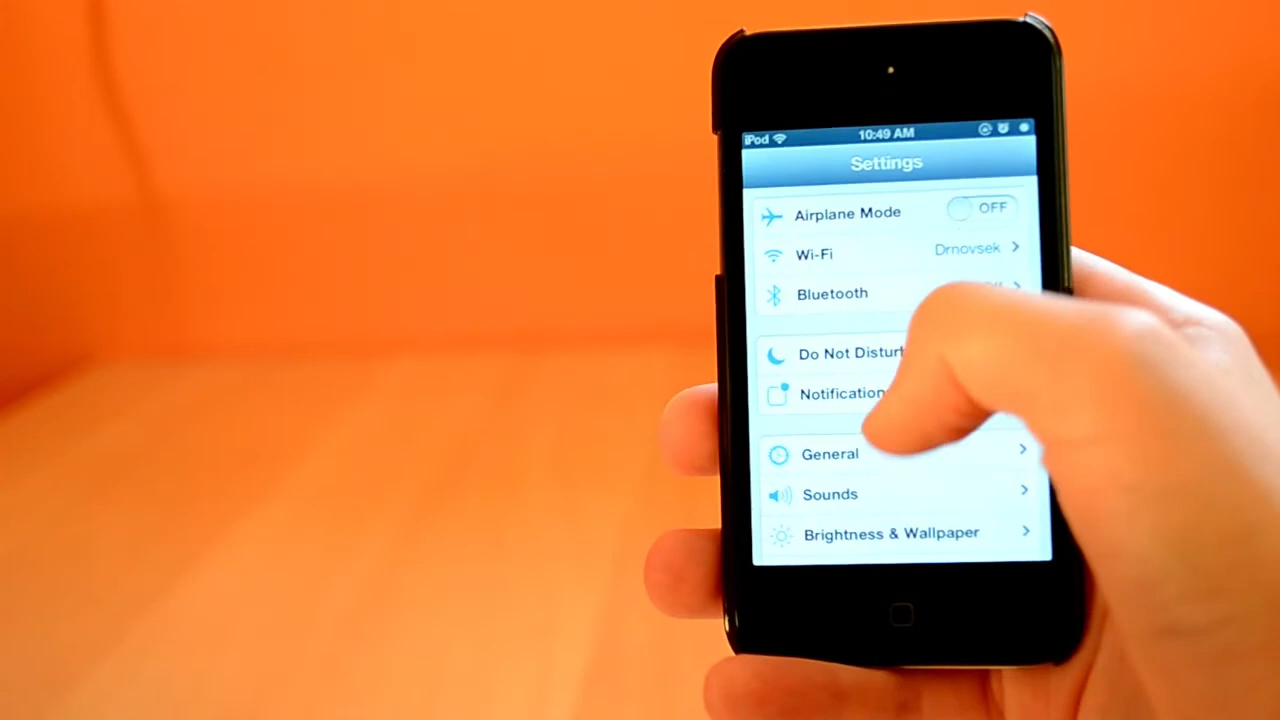 iPod 10:49 AM
Settings
Airplane Mode OFF
Wi-Fi Drnovsek
Bluetooth
Do Not Disturb
Notification
General
Sounds
Brightness & Wallpaper